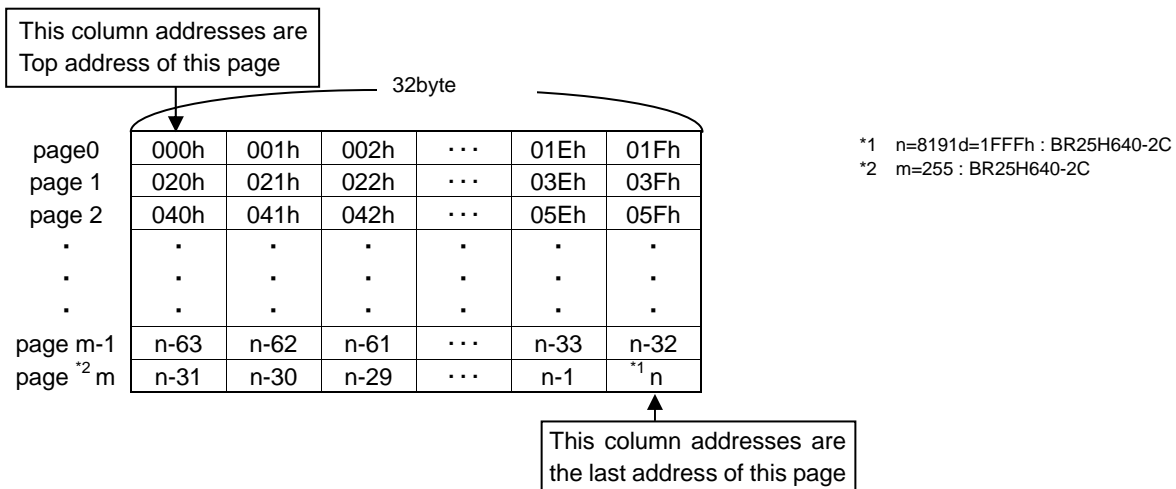 This column addresses are
Top address of this page
32byte
page0 000h 001h 002h ··· 01Eh 01Fh
page 1 020h 021h 022h ··· 03Eh 03Fh
page 2 040h 041h 042h ··· 05Eh 05Fh
· · · · · · ·
· · · · · · ·
· · · · · · ·
page m-1 n-63 n-62 n-61 ··· n-33 n-32
page *2 m n-31 n-30 n-29 ··· n-1 *1 n
This column addresses are
the last address of this page
*1 n=8191d=1FFFh : BR25H640-2C
*2 m=255 : BR25H640-2C